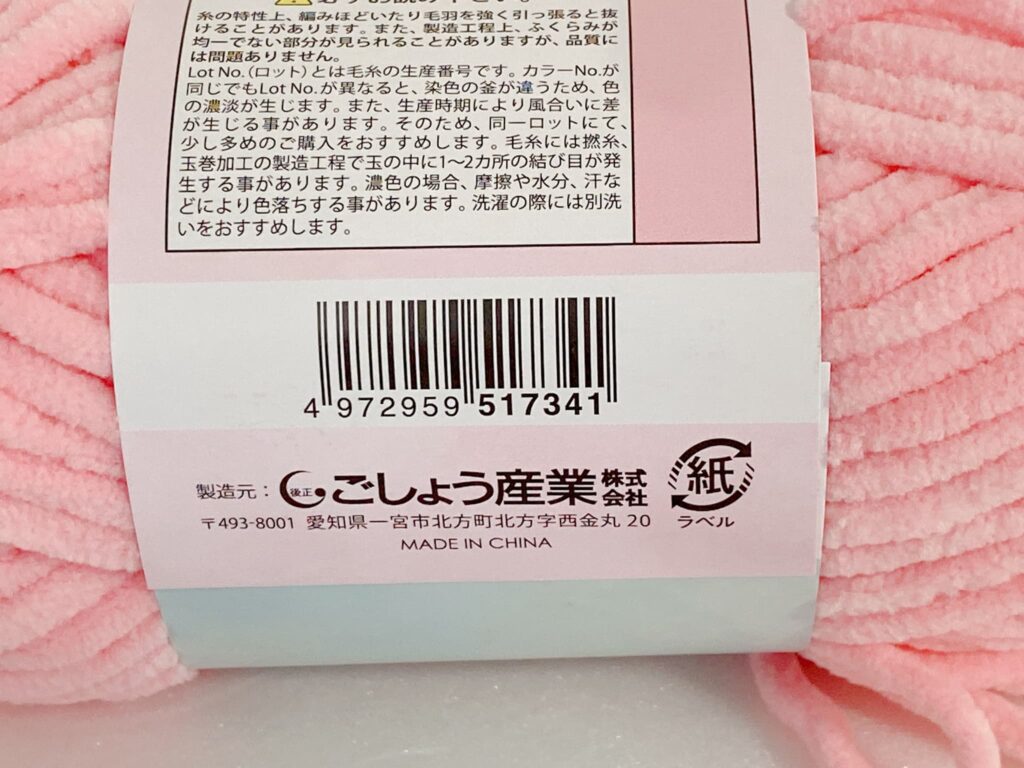 糸の特性上、編みほどいたり毛羽を強く引っ張ると抜
けることがあります。また、製造工程上、ふくらみが
均一でない部分が見られることがありますが、品質に
は問題ありません。
Lot No.（ロット）とは毛糸の生産番号です。カラーNo.が
同じでもLot No.が異なると、染色の釜が違うため、色
の濃淡が生じます。また、生産時期により風合いに差
が生じる事があります。そのため、同一ロットにて、
少し多めのご購入をおすすめします。毛糸には撚糸、
玉巻加工の製造工程で玉の中に1〜2カ所の結び目が発
生する事があります。濃色の場合、摩擦や水分、汗な
どにより色落ちする事があります。洗濯の際には別洗
いをおすすめします。
4 972959 517341
製造元：後正 ごしょう産業株式会社
〒493-8001 愛知県一宮市北方町北方字西金丸 20
MADE IN CHINA
紙
ラベル